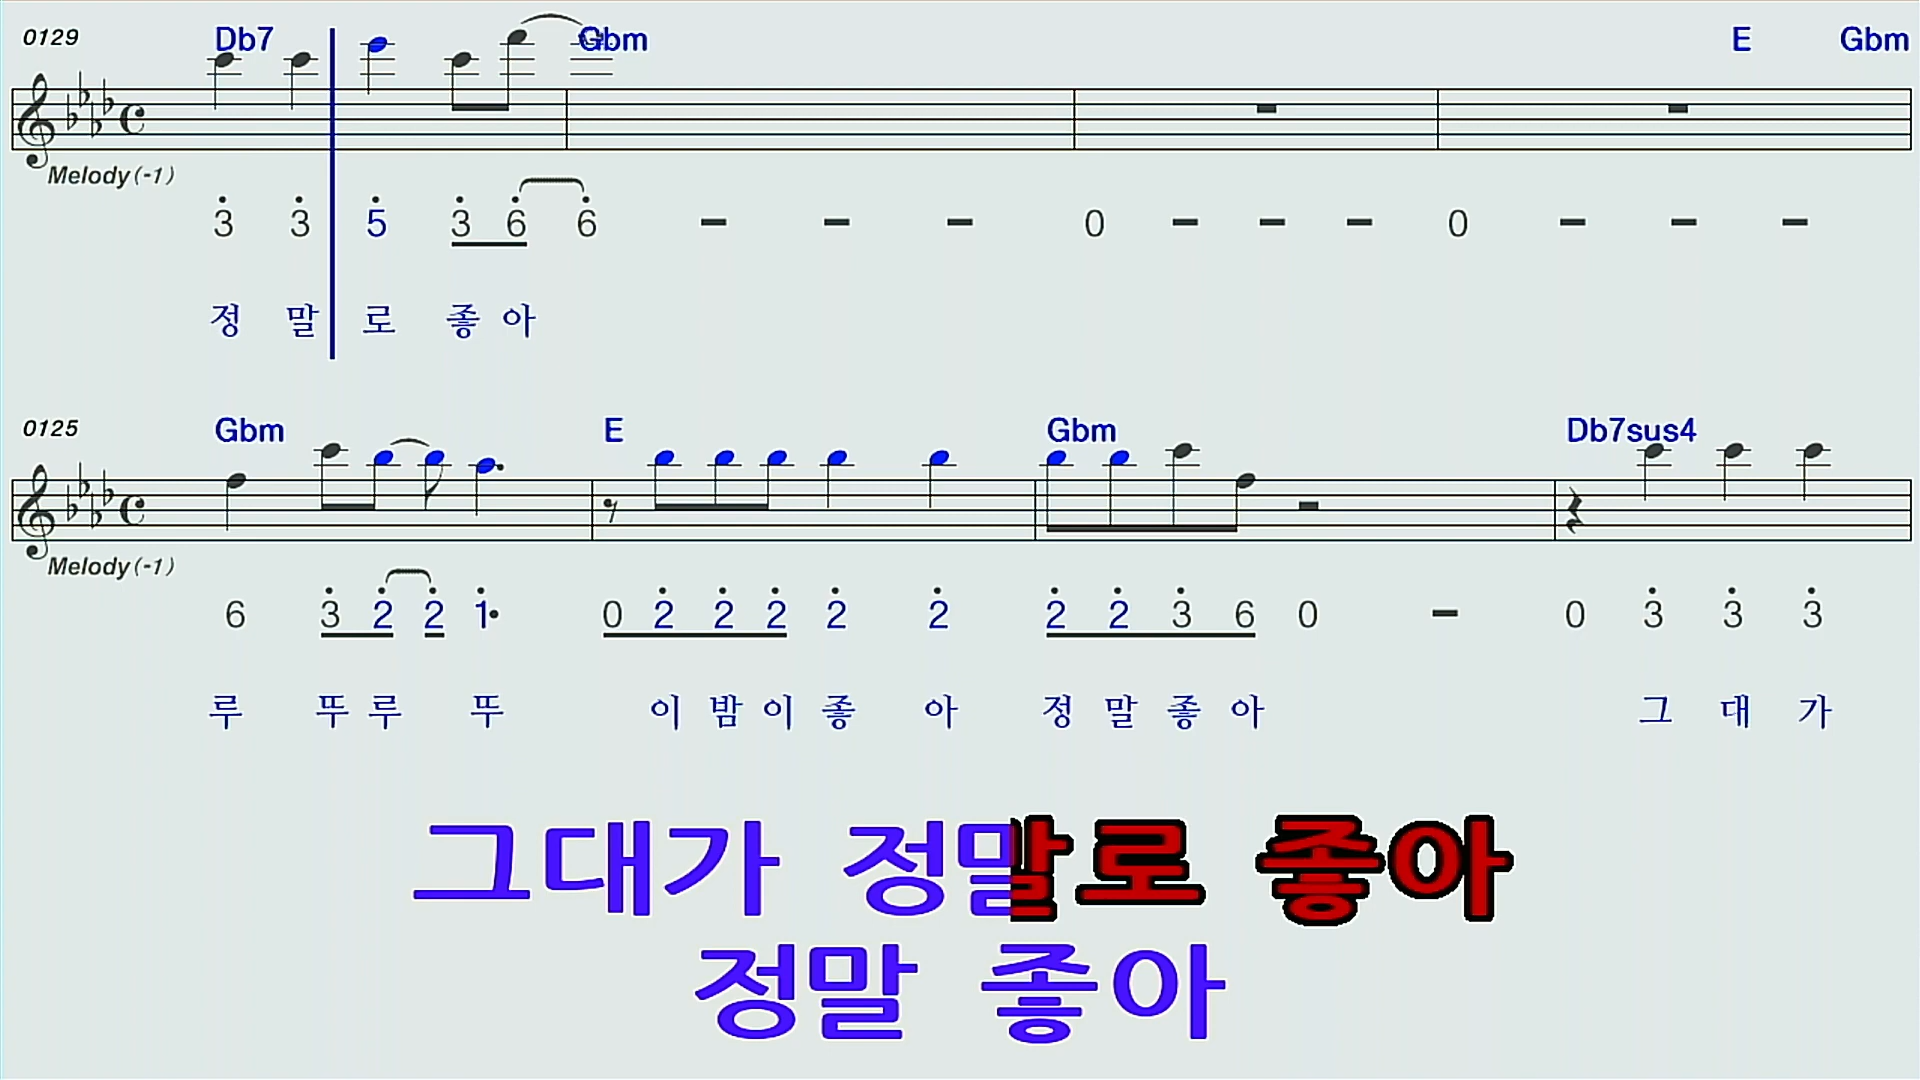 0129 Db7 Gbm E Gbm
Melody(-1)
3 3 5 3 6 6 - - - 0 - - - 0 - - -
정 말 로 좋 아
0125 Gbm E Gbm Db7sus4
Melody(-1)
6 3 2 2 1· 0 2 2 2 2 2 2 2 3 6 0 - 0 3 3 3
루 뚜 루 뚜 이 밤 이 좋 아 정 말 좋 아 그 대 가
그대가 정말로 좋아
정말 좋아